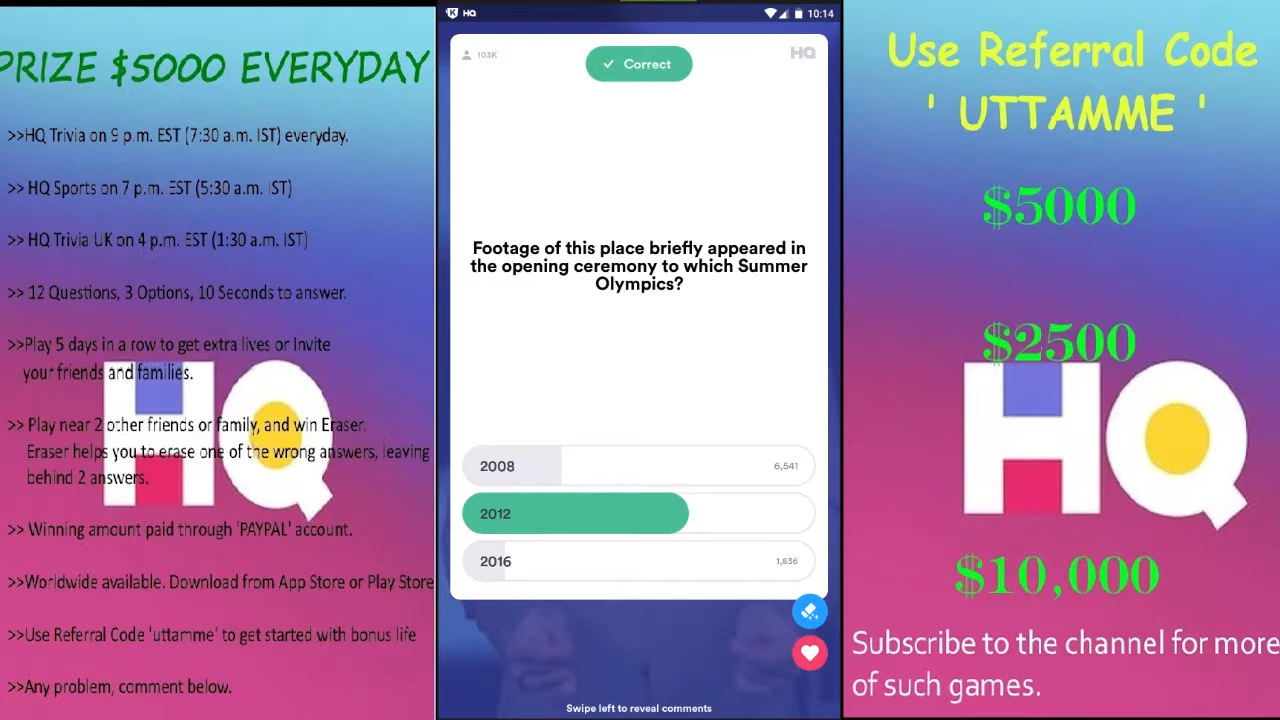 PRIZE $5000 EVERYDAY
>>HQ Trivia on 9 p.m. EST (7:30 a.m. IST) everyday.
>> HQ Sports on 7 p.m. EST (5:30 a.m. IST)
>> HQ Trivia UK on 4 p.m. EST (1:30 a.m. IST)
>> 12 Questions, 3 Options, 10 Seconds to answer.
>>Play 5 days in a row to get extra lives or Invite
your friends and families.
>> Play near 2 other friends or family, and win Eraser.
Eraser helps you to erase one of the wrong answers, leaving
behind 2 answers.
>> Winning amount paid through 'PAYPAL' account.
>>Worldwide available. Download from App Store or Play Store
>>Use Referral Code 'uttamme' to get started with bonus life
>>Any problem, comment below.
HQ
HQ
10:14
103K
Correct
HQ
Footage of this place briefly appeared in
the opening ceremony to which Summer
Olympics?
2008
6,541
2012
2016
1,836
Swipe left to reveal comments
Use Referral Code
' UTTAMME '
$5000
$2500
HQ
$10,000
Subscribe to the channel for more
of such games.